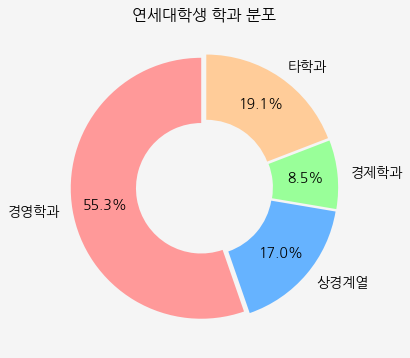 연세대학생 학과 분포
타학과
19.1%
경제학과
8.5%
경영학과
55.3%
17.0%
상경계열